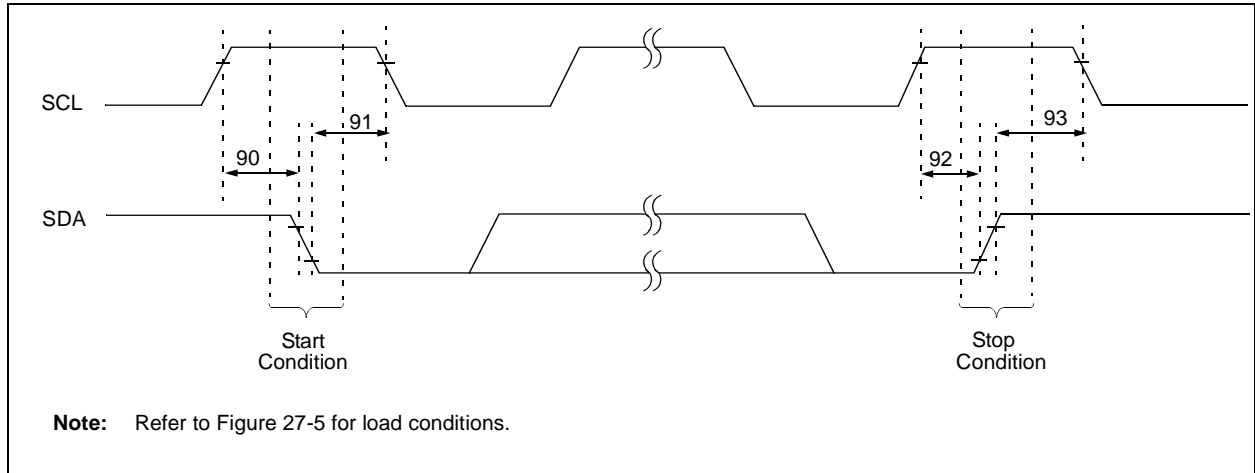 SCL
91
93
90
92
SDA
Start
Condition
Stop
Condition
Note: Refer to Figure 27-5 for load conditions.